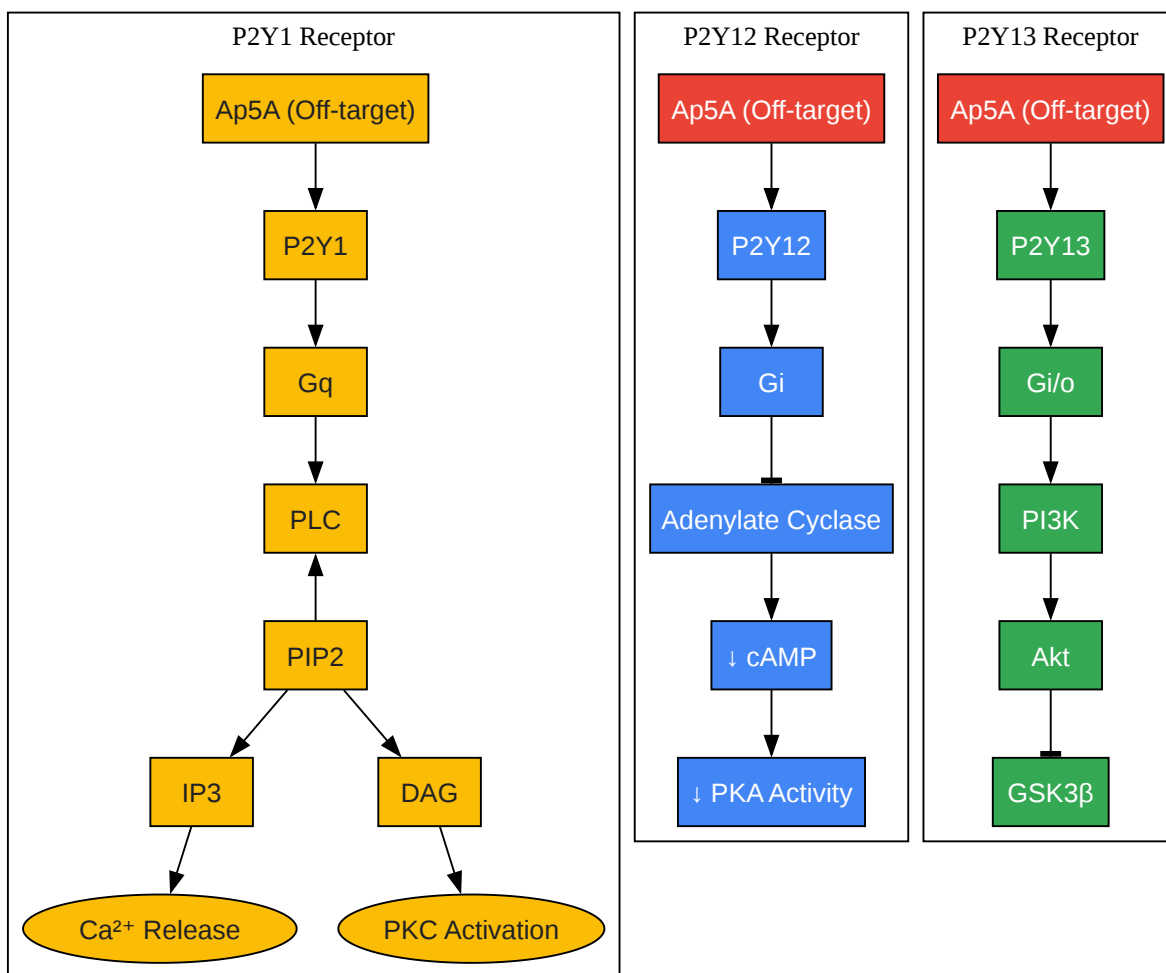 P2Y1 Receptor
Ap5A (Off-target)
P2Y1
Gq
PLC
PIP2
IP3
DAG
Ca²⁺ Release
PKC Activation
P2Y12 Receptor
Ap5A (Off-target)
P2Y12
Gi
Adenylate Cyclase
↓ cAMP
↓ PKA Activity
P2Y13 Receptor
Ap5A (Off-target)
P2Y13
Gi/o
PI3K
Akt
GSK3β